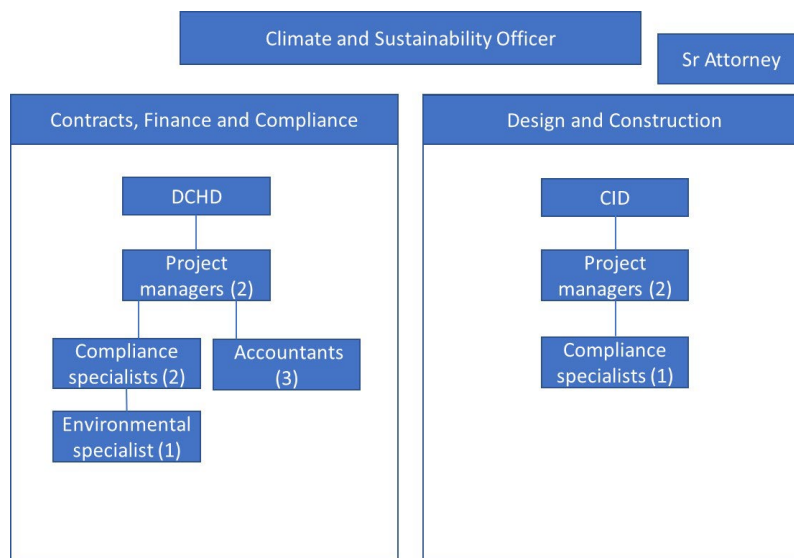 Climate and Sustainability Officer
Sr Attorney
Contracts, Finance and Compliance
DCHD
Project
managers (2)
Compliance
specialists (2)
Accountants
(3)
Environmental
specialist (1)
Design and Construction
CID
Project
managers (2)
Compliance
specialists (1)